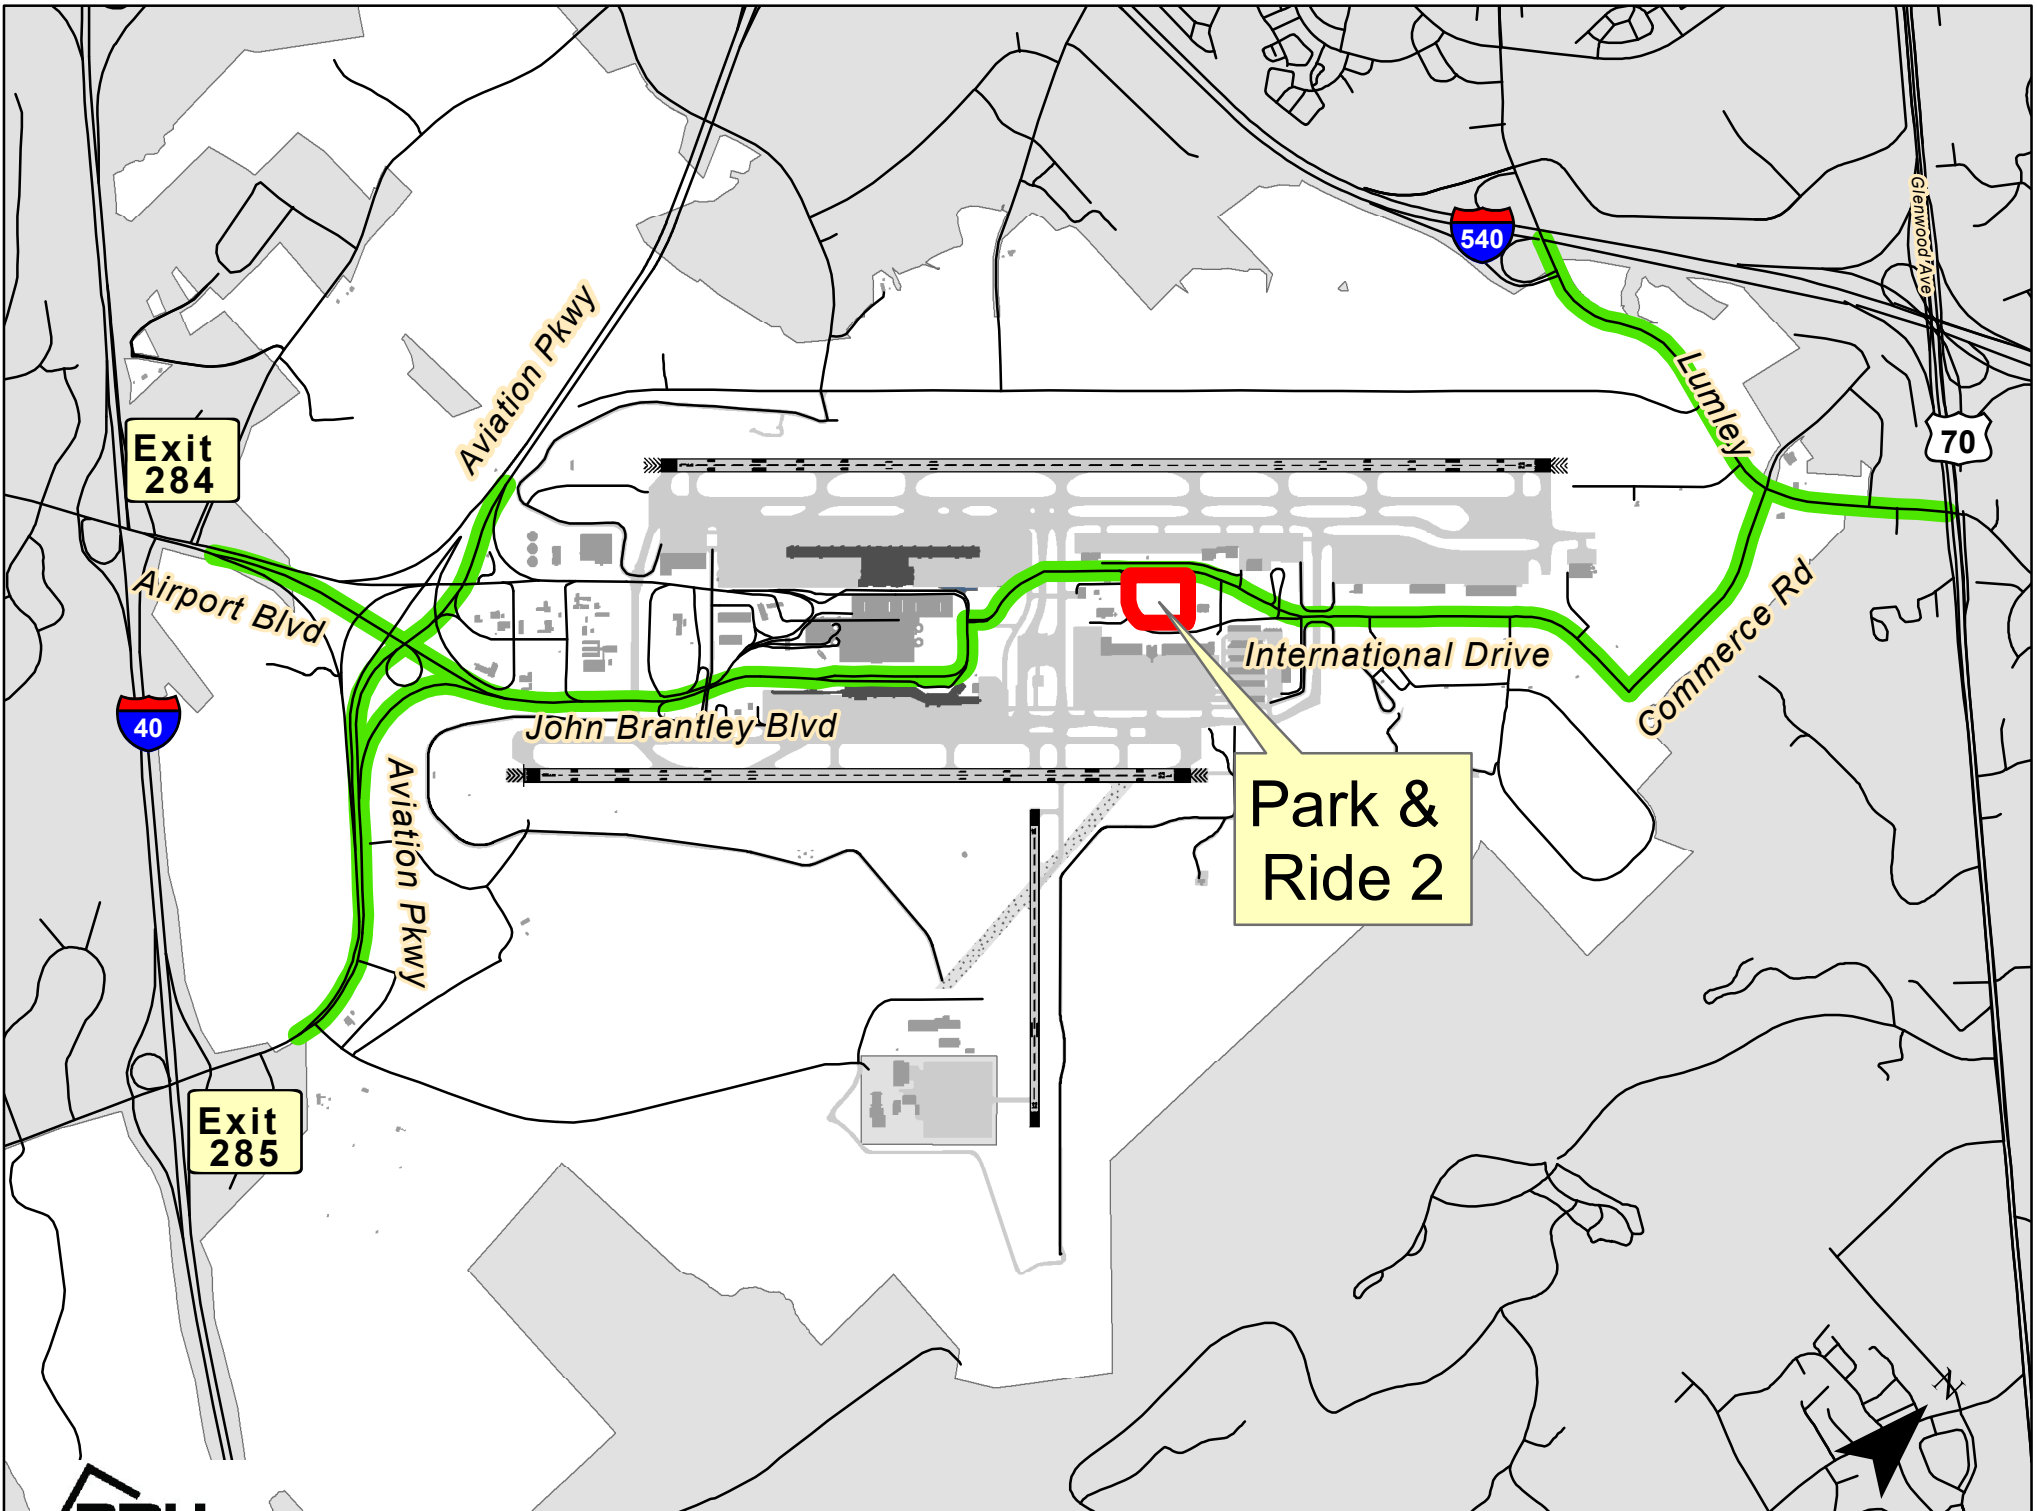 Glenwood Ave
540
Aviation Pkwy
Lumley
Exit
284
70
Airport Blvd
International Drive
Commerce Rd
40
John Brantley Blvd
Aviation Pkwy
Park &
Ride 2
Exit
285
N